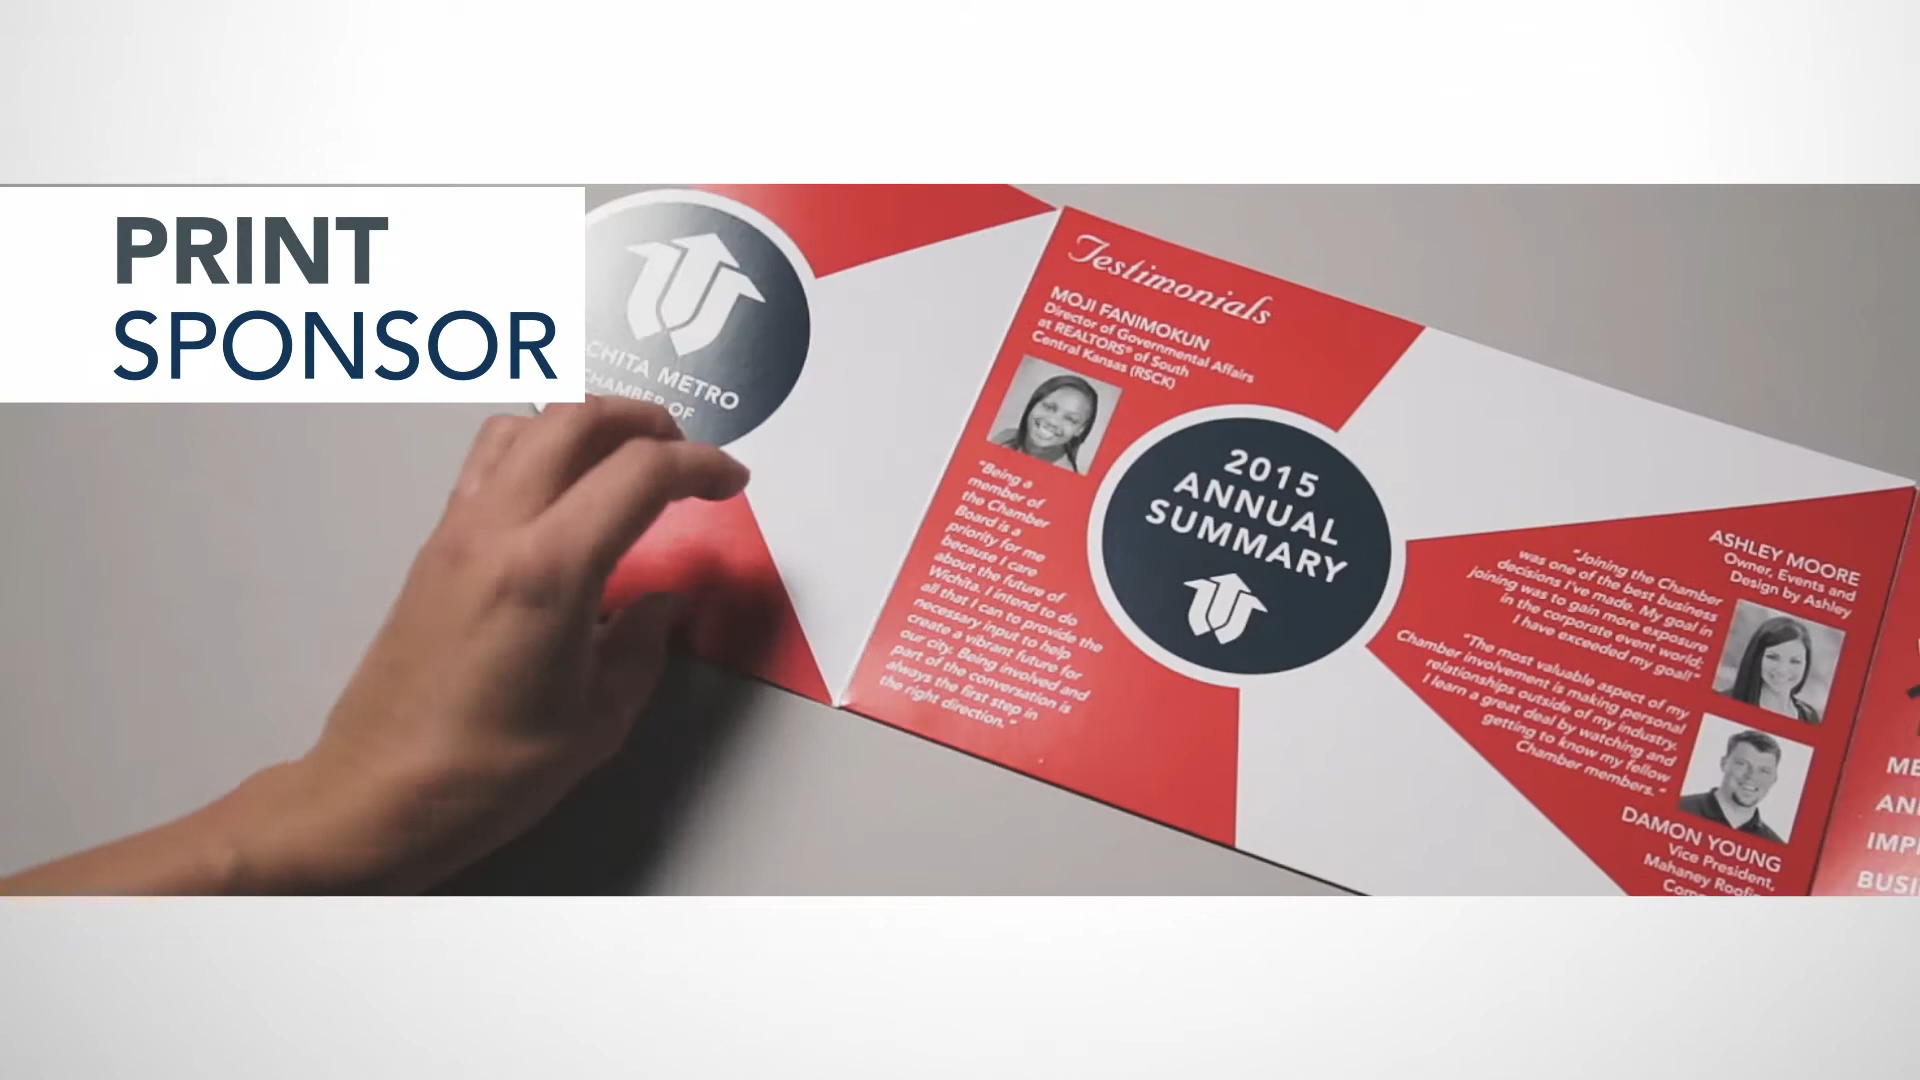 PRINT
SPONSOR
CHITA METRO
CHAMBER OF
Testimonials
MOJI FANIMOKUN
Director of Governmental Affairs
at REALTORS® of South
Central Kansas (RSCK)
"Being a
member of
the Chamber
Board is a
priority for me
because I care
about the future of
Wichita. I intend to do
all that I can to provide the
necessary input to help
create a vibrant future for
our city. Being involved and
part of the conversation is
always the first step in
the right direction."
2015
ANNUAL
SUMMARY
ASHLEY MOORE
Owner, Events and
Design by Ashley
"Joining the Chamber
was one of the best business
decisions I've made. My goal in
joining was to gain more exposure
in the corporate event world;
I have exceeded my goal!"
"The most valuable aspect of my
Chamber involvement is making personal
relationships outside of my industry.
I learn a great deal by watching and
getting to know my fellow
Chamber members."
DAMON YOUNG
Vice President,
Mahaney Roofing
ME
AN
IMP
BUSI